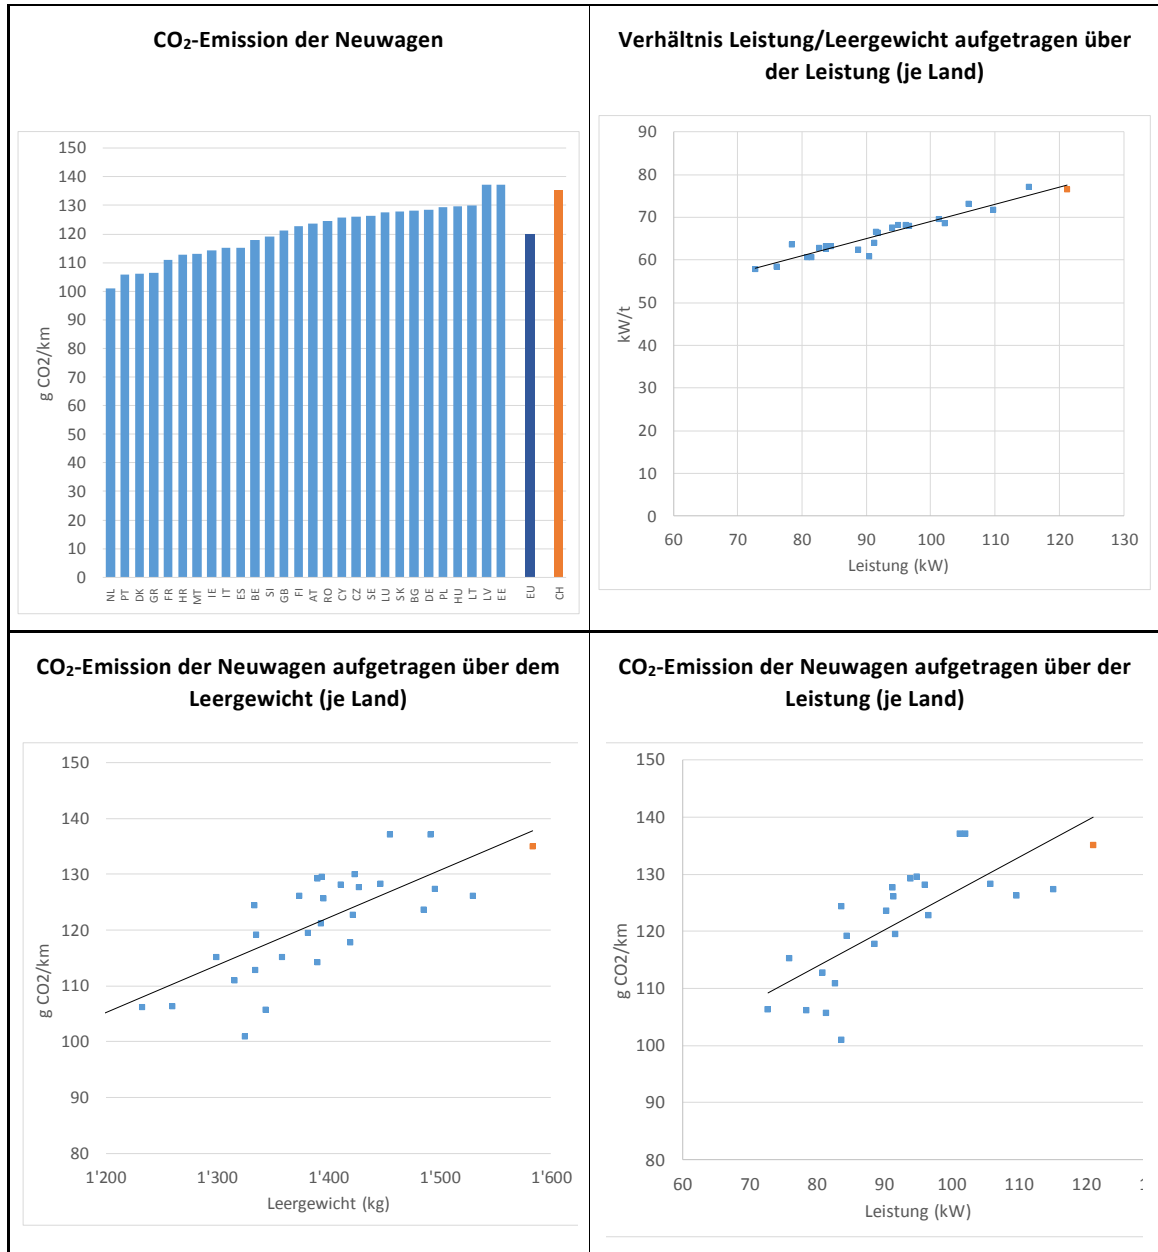 CO₂-Emission der Neuwagen
150
140
130
120
110
100
90
80
70
60
50
40
30
20
10
0
g CO2/km
NL PT DK GR FR HR MT IE IT ES BE SI GB FI AT RO CY CZ SE LU SK BG DE PL HU LT LV EE EU CH
Verhältnis Leistung/Leergewicht aufgetragen über
der Leistung (je Land)
90
80
70
60
50
40
30
20
10
0
kW/t
60 70 80 90 100 110 120 130
Leistung (kW)
CO₂-Emission der Neuwagen aufgetragen über dem
Leergewicht (je Land)
150
140
130
120
110
100
90
80
g CO2/km
1'200 1'300 1'400 1'500 1'600
Leergewicht (kg)
CO₂-Emission der Neuwagen aufgetragen über der
Leistung (je Land)
150
140
130
120
110
100
90
80
g CO2/km
60 70 80 90 100 110 120
Leistung (kW)